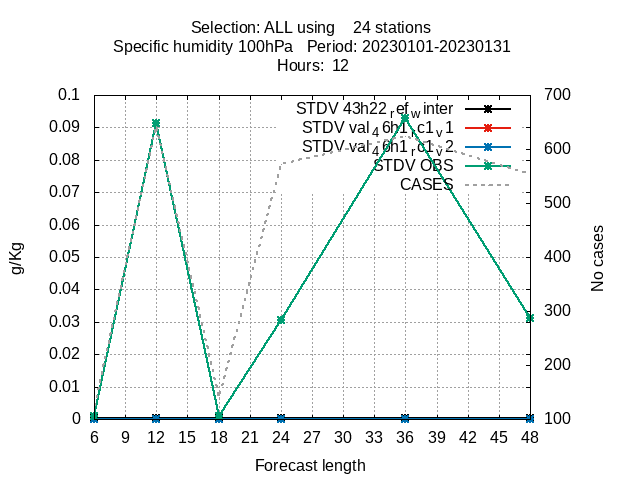 Selection: ALL using 24 stations
Specific humidity 100hPa Period: 20230101-20230131
Hours: 12
0.1
0.09
0.08
0.07
0.06
0.05
0.04
0.03
0.02
0.01
0
g/Kg
STDV 43h22refwinter
STDV val46h1rc1v1
STDV val46h1rc1v2
STDV OBS
CASES
700
600
500
400
300
200
100
No cases
6 9 12 15 18 21 24 27 30 33 36 39 42 45 48
Forecast length